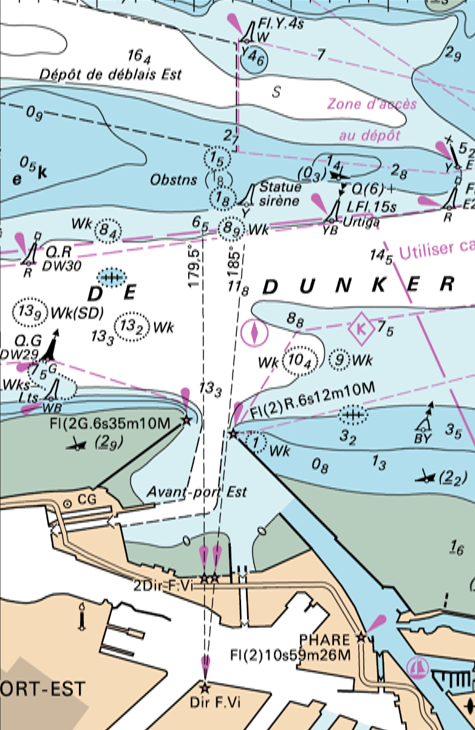 Fl.Y.4s
W
Y46
16₄
7
2₉
Dépôt de déblais Est
S
Zone d'accès
au dépôt
0₉
2₇
1₅
1₈
1₈
Obstns
(0₃)
1₄
2₈
5₂
Y
E
0₅k
e k
Statue
sirène
Y
Q(6)+
LFl.15s
YB
Urtiga
F
R
E2
Wk 8₄
6₅
8₉ Wk
Q.R
DW30
R
179,5°
185°
14₅
Utiliser ca
11₈
D E
D U N K E R
13₉ Wk(SD)
13₂ Wk
13₃
8₈
K
7₅
Q.G
DW29
7₅
G
Wk 10₄
9 Wk
Wks
Lts
WB
13₃
Fl(2)R.6s12m10M
Fl(2)G.6s35m10M
(2₉)
1 Wk
3₂
BY
3₅
0₈
1₃
(2₂)
CG
Avant-port Est
1₆
2Dir F.Vi
PHARE
Fl(2)10s59m26M
ORT-EST
Dir F.Vi